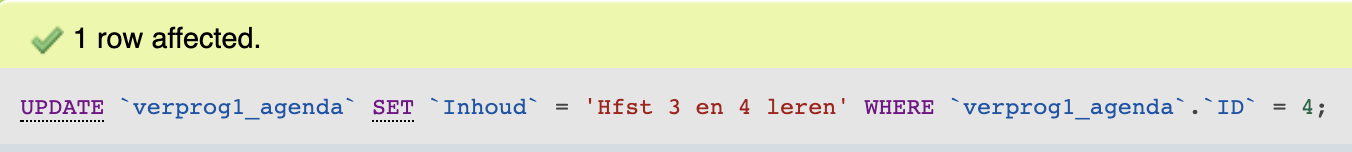 1 row affected.
UPDATE `verprog1_agenda` SET `Inhoud` = 'Hfst 3 en 4 leren' WHERE `verprog1_agenda`.`ID` = 4;